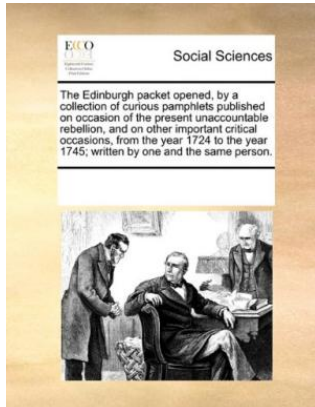 ECCO
Social Sciences
The Edinburgh packet opened, by a
collection of curious pamphlets published
on occasion of the present unaccountable
rebellion, and on other important critical
occasions, from the year 1724 to the year
1745; written by one and the same person.